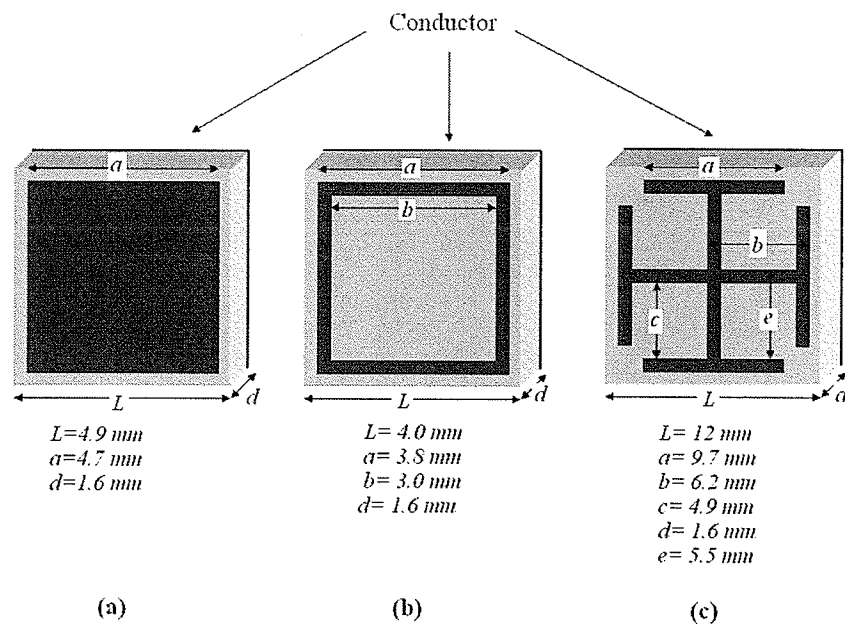 Conductor
a
L
d
L=4.9 mm
a=4.7 mm
d=1.6 mm
(a)
a
b
L
d
L= 4.0 mm
a= 3.8 mm
b= 3.0 mm
d= 1.6 mm
(b)
a
b
c
e
L
d
L= 12 mm
a= 9.7 mm
b= 6.2 mm
c= 4.9 mm
d= 1.6 mm
e= 5.5 mm
(c)